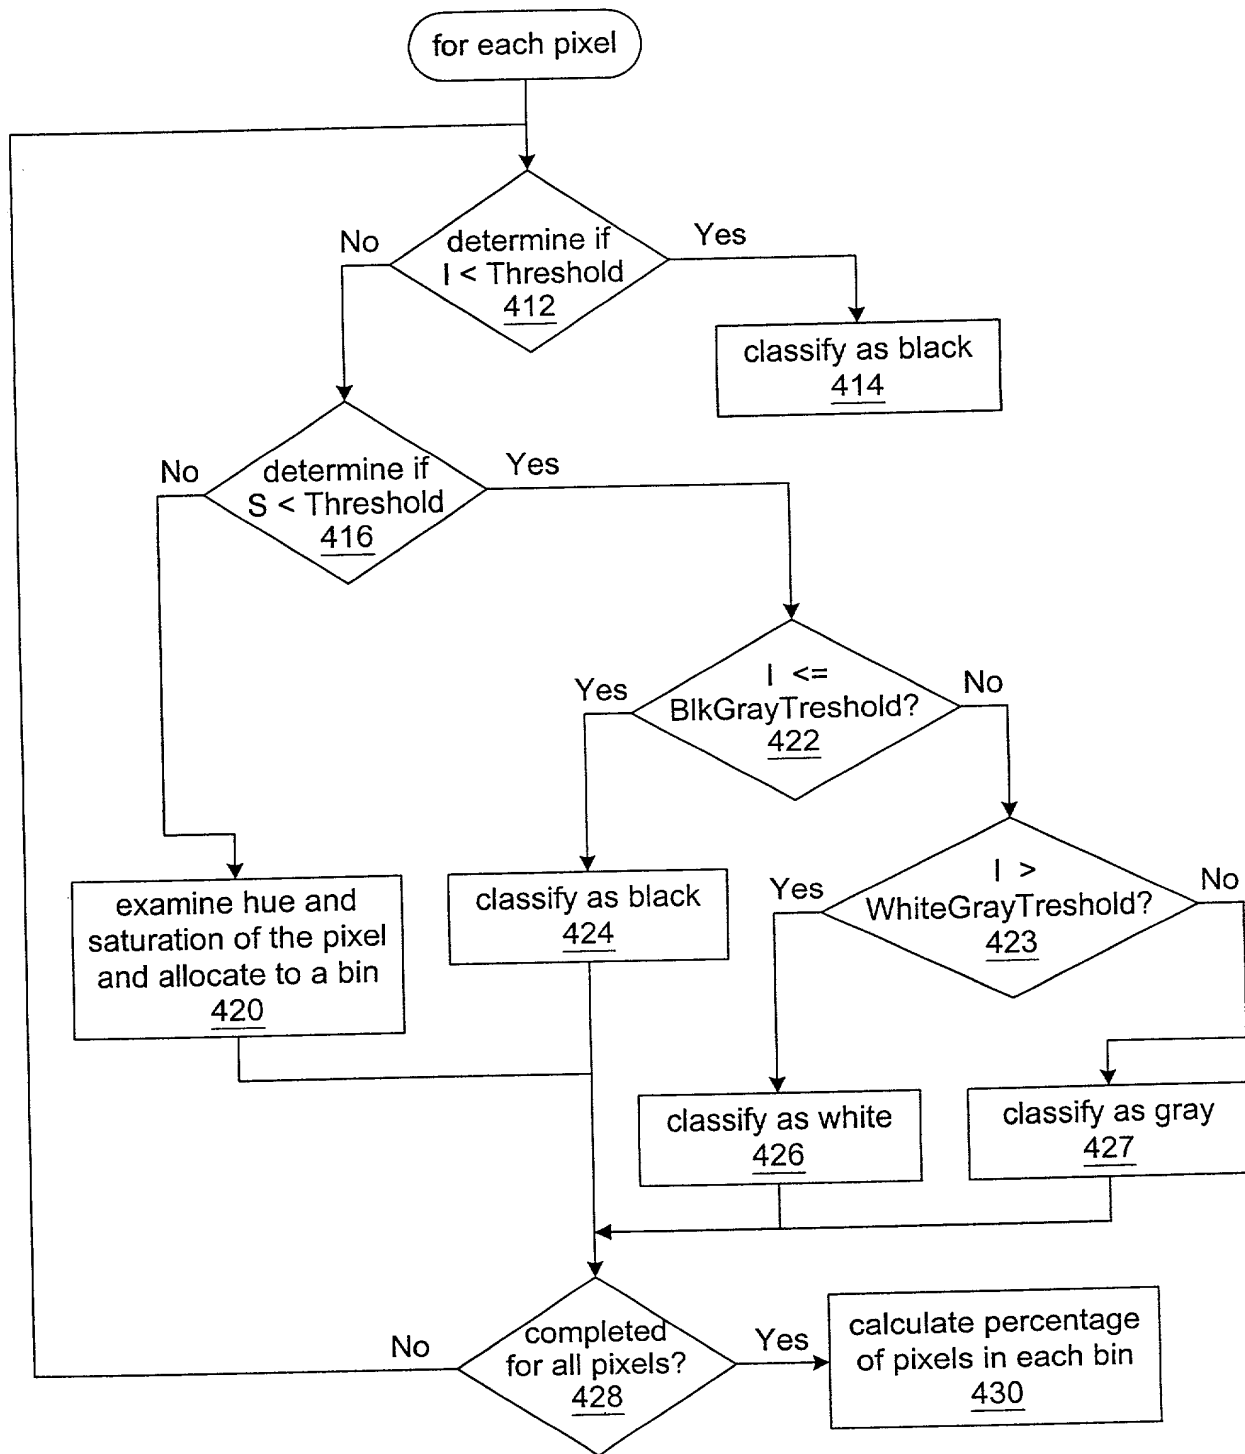 for each pixel
No
determine if
I < Threshold
412
Yes
classify as black
414
No
determine if
S < Threshold
416
Yes
Yes
I <=
BlkGrayTreshold?
422
No
examine hue and
saturation of the pixel
and allocate to a bin
420
classify as black
424
Yes
I >
WhiteGrayTreshold?
423
No
classify as white
426
classify as gray
427
No
completed
for all pixels?
428
Yes
calculate percentage
of pixels in each bin
430